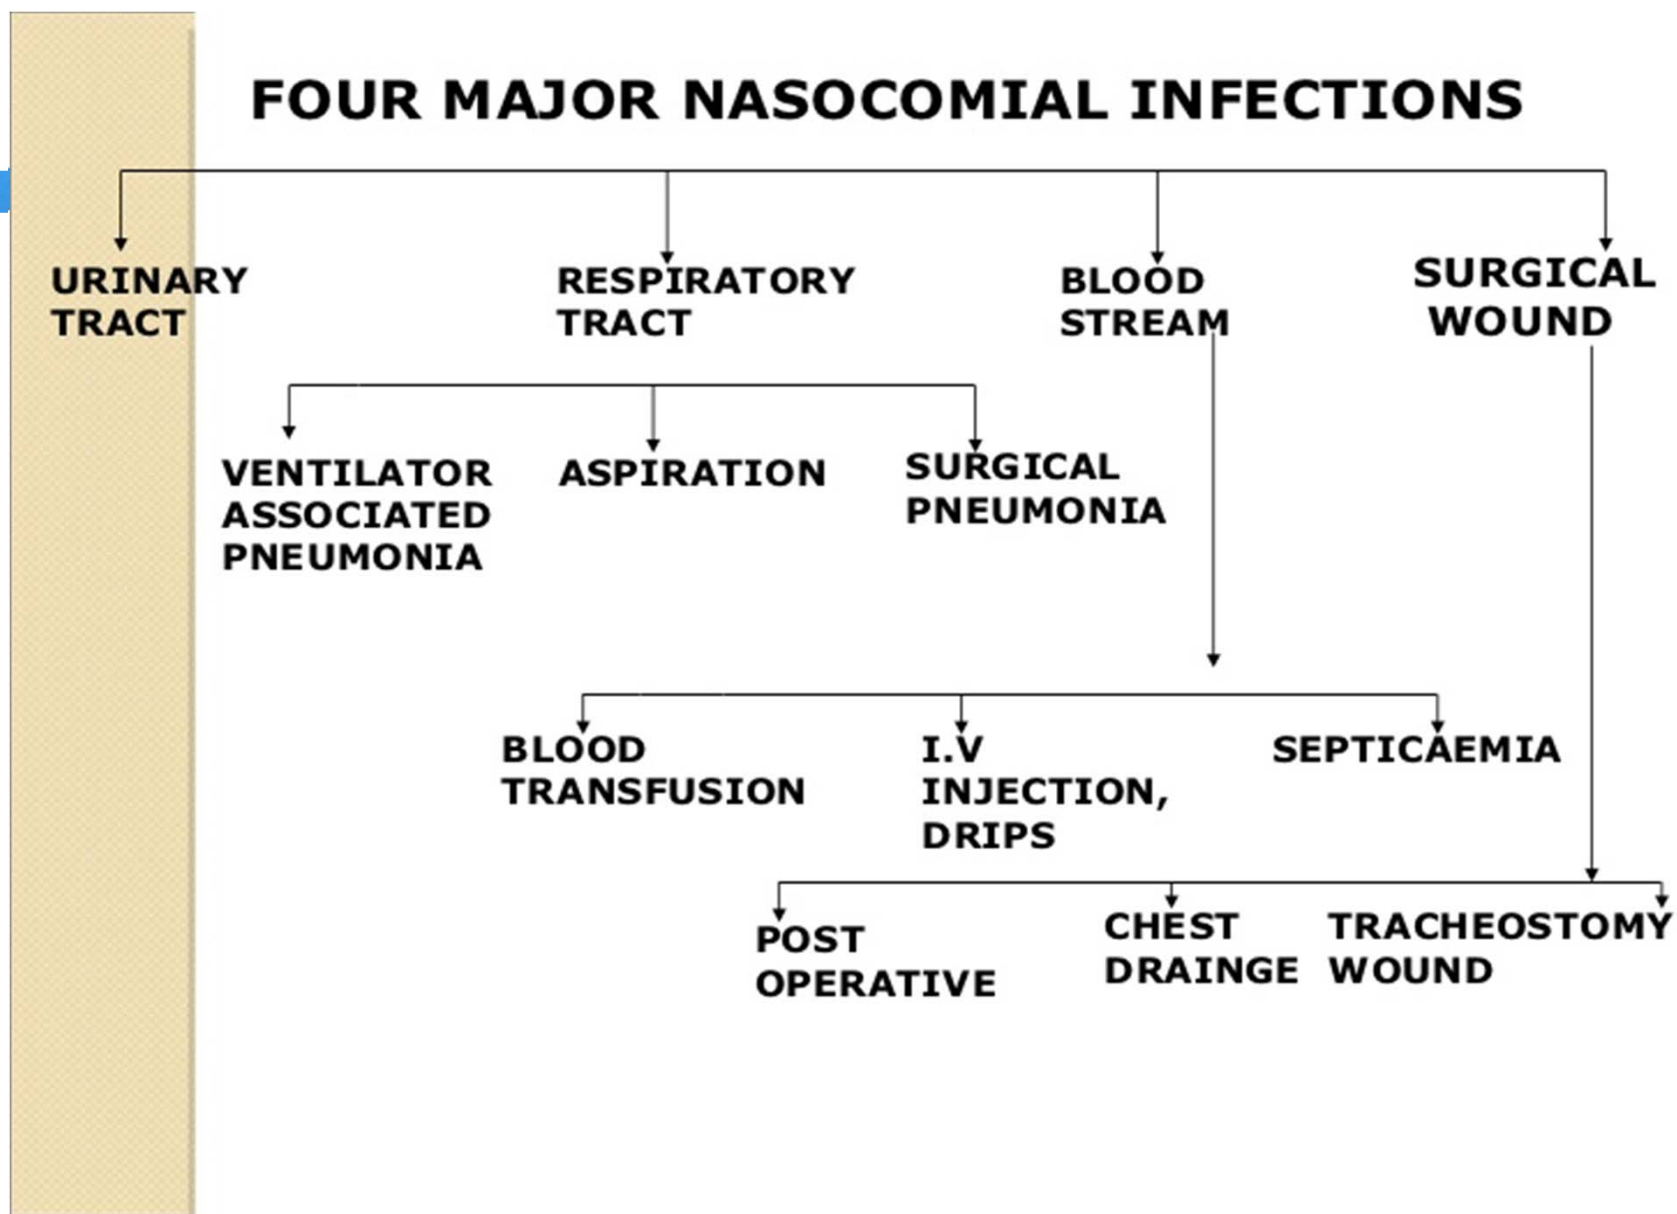 FOUR MAJOR NASOCOMIAL INFECTIONS
URINARY
TRACT
RESPIRATORY
TRACT
BLOOD
STREAM
SURGICAL
WOUND
VENTILATOR
ASSOCIATED
PNEUMONIA
ASPIRATION
SURGICAL
PNEUMONIA
BLOOD
TRANSFUSION
I.V
INJECTION,
DRIPS
SEPTICAEMIA
POST
OPERATIVE
CHEST
DRAINGE
TRACHEOSTOMY
WOUND